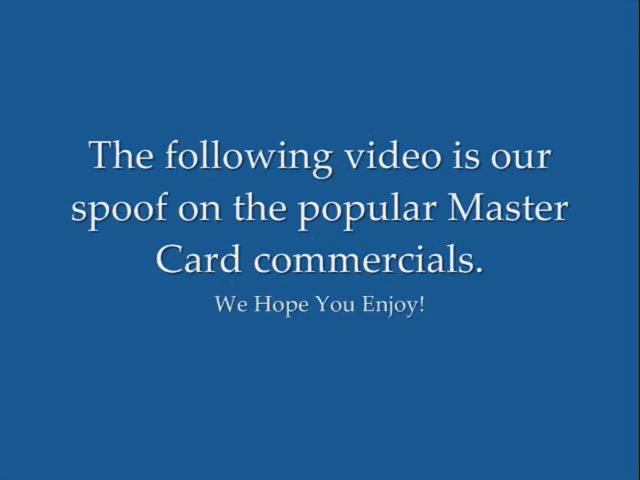 The following video is our
spoof on the popular Master
Card commercials.
We Hope You Enjoy!